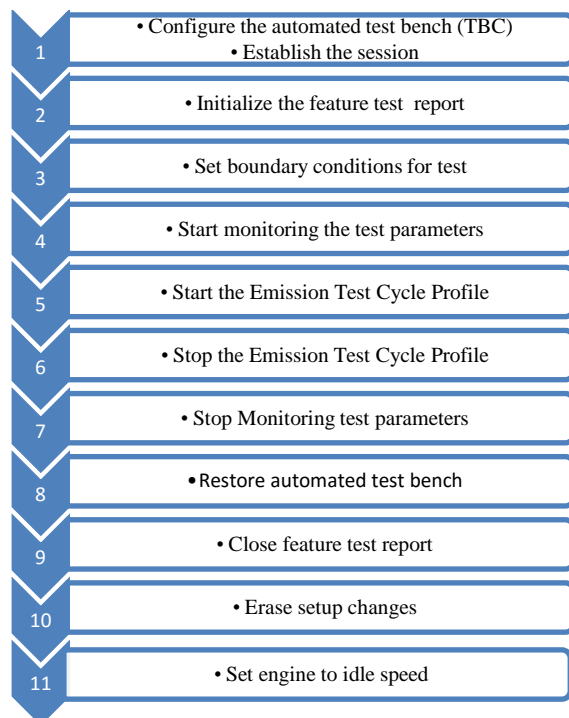 1
• Configure the automated test bench (TBC)
• Establish the session
2
• Initialize the feature test report
3
• Set boundary conditions for test
4
• Start monitoring the test parameters
5
• Start the Emission Test Cycle Profile
6
• Stop the Emission Test Cycle Profile
7
• Stop Monitoring test parameters
8
• Restore automated test bench
9
• Close feature test report
10
• Erase setup changes
11
• Set engine to idle speed